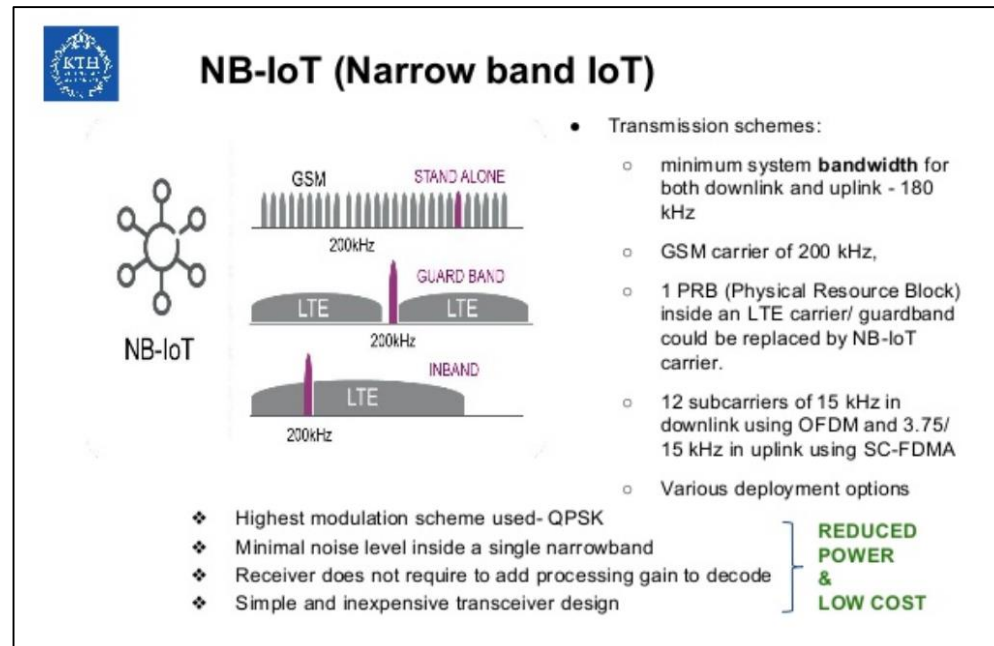 KTH
NB-IoT (Narrow band IoT)
GSM
STAND ALONE
200kHz
GUARD BAND
LTE
LTE
200kHz
INBAND
LTE
200kHz
NB-IoT
● Transmission schemes:
○ minimum system bandwidth for
both downlink and uplink - 180
kHz
○ GSM carrier of 200 kHz,
○ 1 PRB (Physical Resource Block)
inside an LTE carrier/ guardband
could be replaced by NB-IoT
carrier.
○ 12 subcarriers of 15 kHz in
downlink using OFDM and 3.75/
15 kHz in uplink using SC-FDMA
○ Various deployment options
❖ Highest modulation scheme used- QPSK
❖ Minimal noise level inside a single narrowband
❖ Receiver does not require to add processing gain to decode
❖ Simple and inexpensive transceiver design
REDUCED
POWER
&
LOW COST